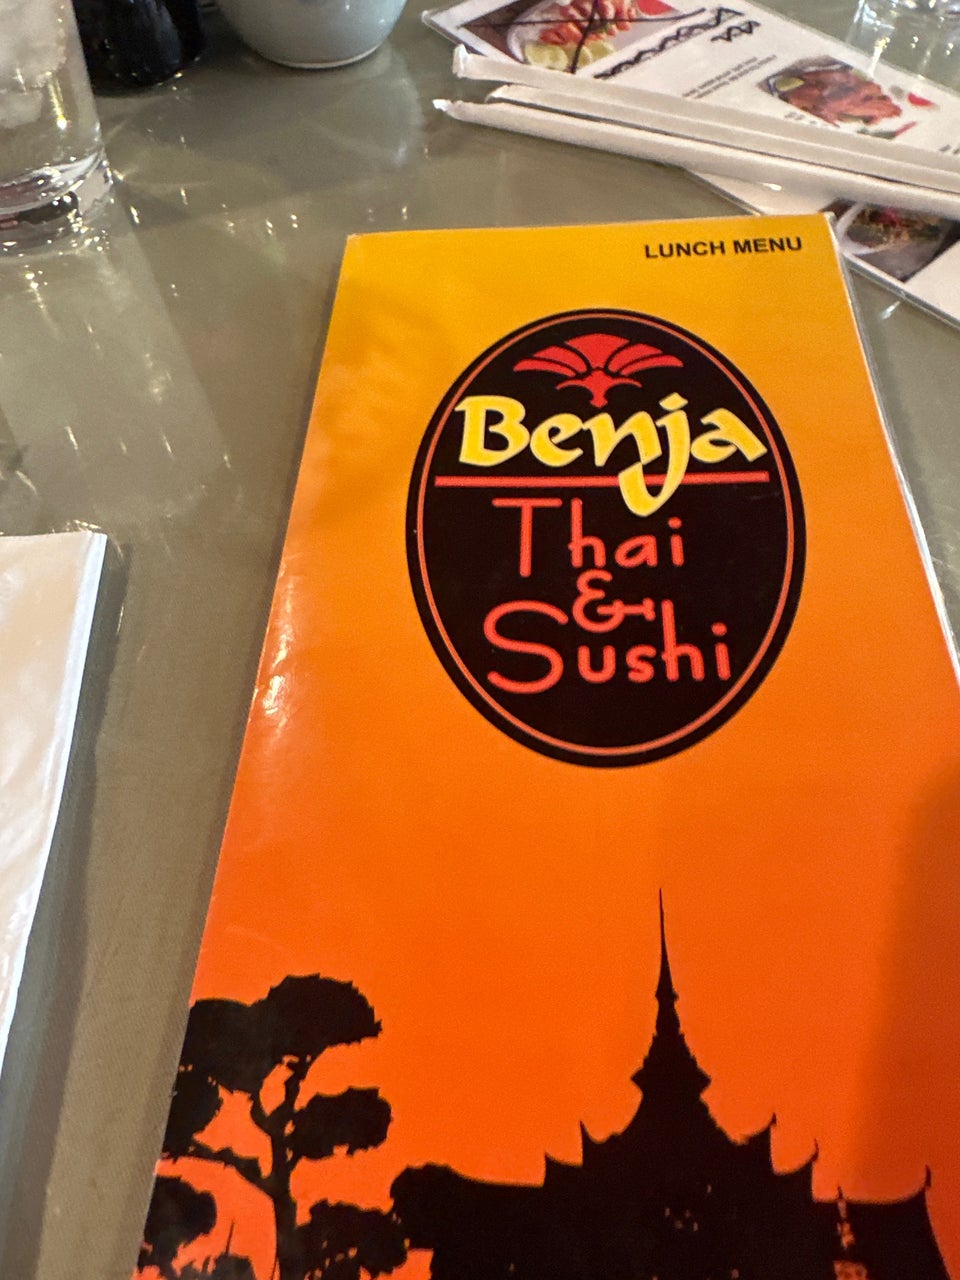 LUNCH MENU
Benja
Thai
&
Sushi